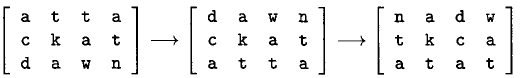 a t t a d a w n n a d w
c k a t → c k a t → t k c a
d a w n a t t a a t a t